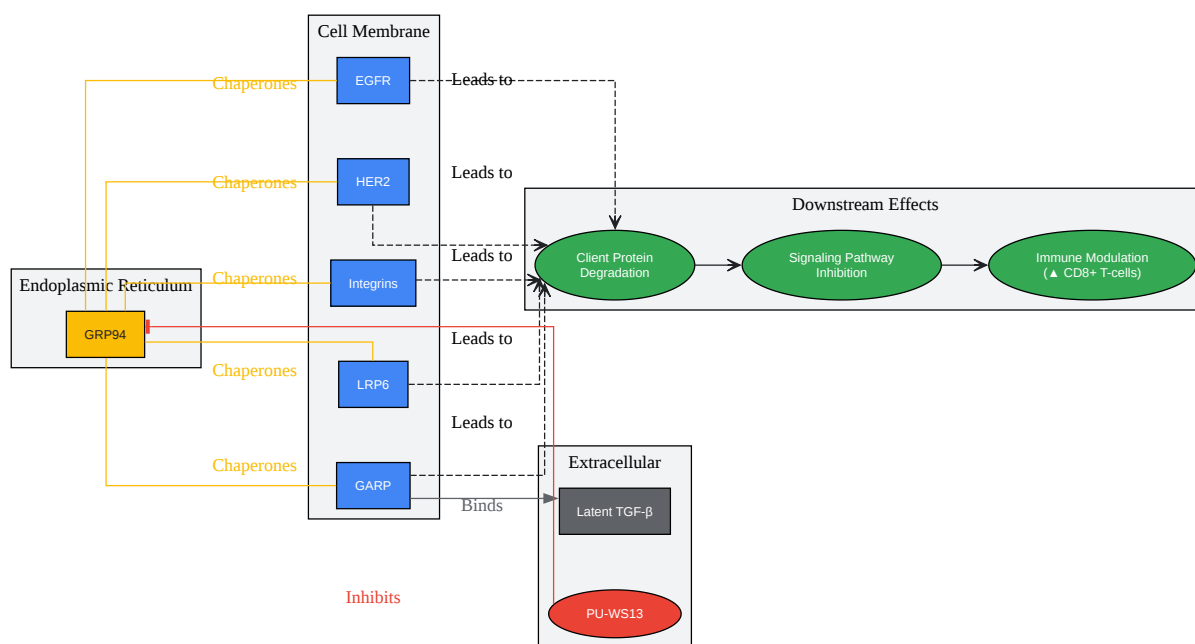 Cell Membrane
EGFR
Chaperones
Leads to
HER2
Chaperones
Leads to
Downstream Effects
Client Protein
Degradation
Signaling Pathway
Inhibition
Immune Modulation
(▲ CD8+ T-cells)
Leads to
Integrins
Chaperones
Endoplasmic Reticulum
GRP94
Leads to
Chaperones
LRP6
Leads to
Extracellular
Chaperones
GARP
Binds
Latent TGF-β
Inhibits
PU-WS13